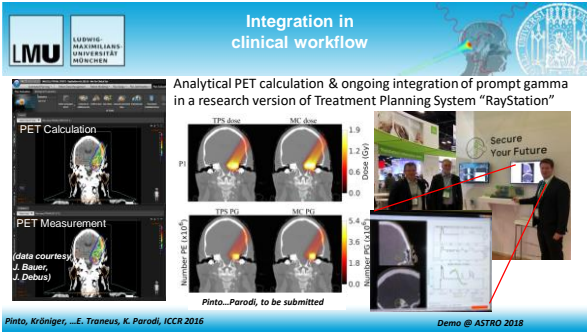 LMU
LUDWIG-
MAXIMILIANS-
UNIVERSITÄT
MÜNCHEN
Integration in
clinical workflow
Analytical PET calculation & ongoing integration of prompt gamma
in a research version of Treatment Planning System “RayStation”
PET Calculation
PET Measurement
(data courtesy
J. Bauer,
J. Debus)
TPS dose
MC dose
1.9
1.2
0.6
0.0
Dose (Gy)
TPS PG
MC PG
Number PE (x10⁻⁶)
5.4
3.6
1.8
0.0
Number PG (x10⁻⁶)
Pinto...Parodi, to be submitted
Secure
Your Future
Pinto, Kröniger, ...E. Traneus, K. Parodi, ICCR 2016
Demo @ ASTRO 2018